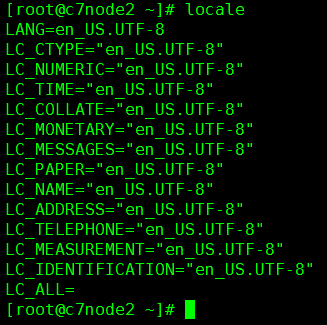 [root@c7node2 ~]# locale
LANG=en_US.UTF-8
LC_CTYPE="en_US.UTF-8"
LC_NUMERIC="en_US.UTF-8"
LC_TIME="en_US.UTF-8"
LC_COLLATE="en_US.UTF-8"
LC_MONETARY="en_US.UTF-8"
LC_MESSAGES="en_US.UTF-8"
LC_PAPER="en_US.UTF-8"
LC_NAME="en_US.UTF-8"
LC_ADDRESS="en_US.UTF-8"
LC_TELEPHONE="en_US.UTF-8"
LC_MEASUREMENT="en_US.UTF-8"
LC_IDENTIFICATION="en_US.UTF-8"
LC_ALL=
[root@c7node2 ~]#